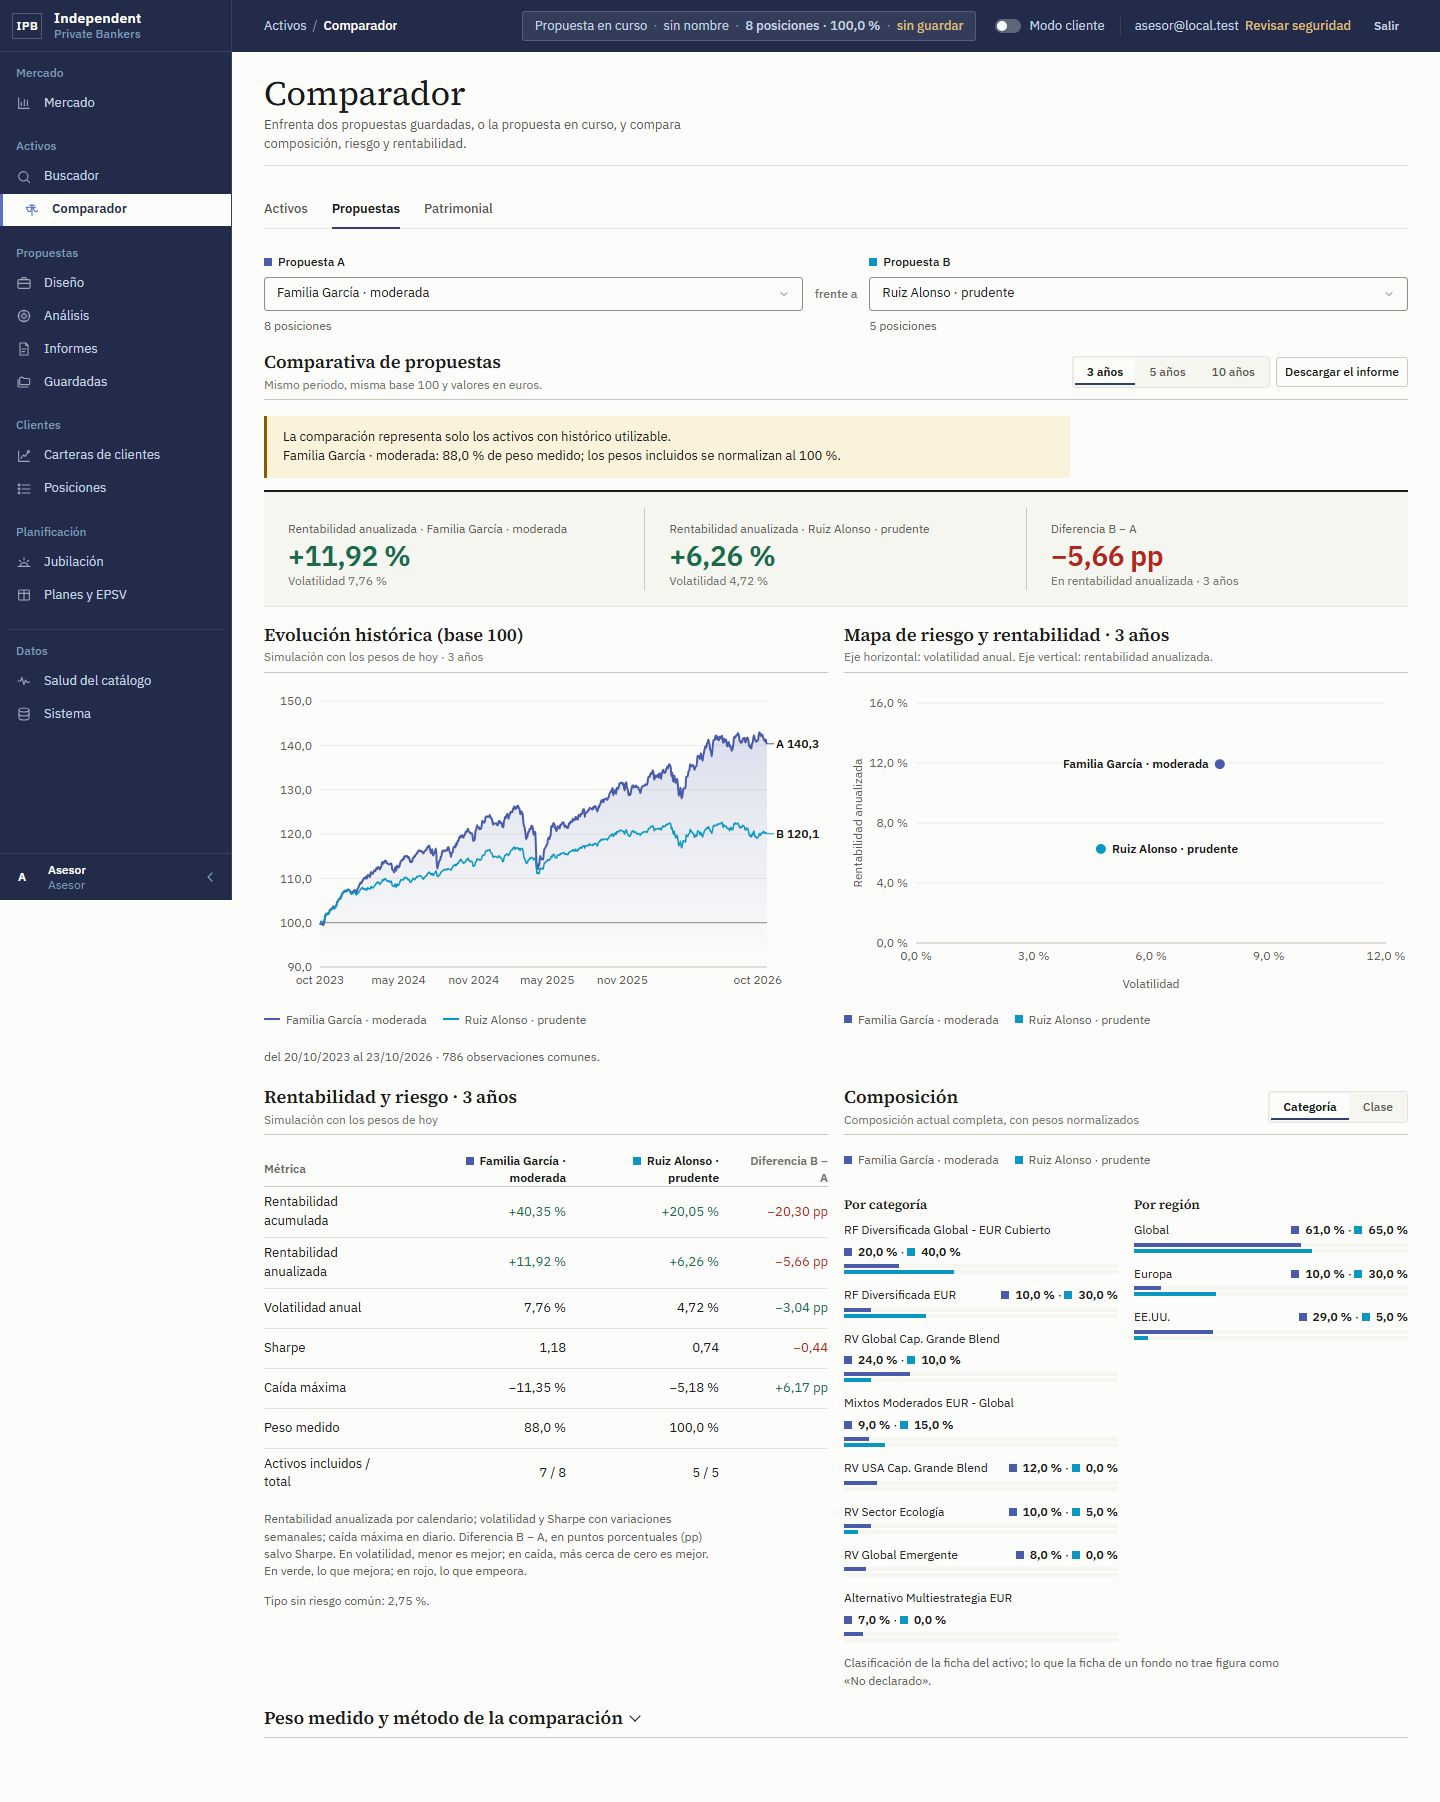 IPB
Independent
Private Bankers
Activos / Comparador
Propuesta en curso · sin nombre · 8 posiciones · 100,0 % · sin guardar
Modo cliente
asesor@local.test
Revisar seguridad
Salir
Mercado
Mercado
Activos
Buscador
Comparador
Propuestas
Diseño
Análisis
Informes
Guardadas
Clientes
Carteras de clientes
Posiciones
Planificación
Jubilación
Planes y EPSV
Datos
Salud del catálogo
Sistema
A
Asesor
Asesor
Comparador
Enfrenta dos propuestas guardadas, o la propuesta en curso, y compara
composición, riesgo y rentabilidad.
Activos
Propuestas
Patrimonial
Propuesta A
Familia García · moderada
8 posiciones
frente a
Propuesta B
Ruiz Alonso · prudente
5 posiciones
Comparativa de propuestas
Mismo periodo, misma base 100 y valores en euros.
3 años
5 años
10 años
Descargar el informe
La comparación representa solo los activos con histórico utilizable.
Familia García · moderada: 88,0 % de peso medido; los pesos incluidos se normalizan al 100 %.
Rentabilidad anualizada · Familia García · moderada
+11,92 %
Volatilidad 7,76 %
Rentabilidad anualizada · Ruiz Alonso · prudente
+6,26 %
Volatilidad 4,72 %
Diferencia B – A
−5,66 pp
En rentabilidad anualizada · 3 años
Evolución histórica (base 100)
Simulación con los pesos de hoy · 3 años
150,0
140,0
130,0
120,0
110,0
100,0
90,0
A 140,3
B 120,1
oct 2023
may 2024
nov 2024
may 2025
nov 2025
oct 2026
Familia García · moderada
Ruiz Alonso · prudente
del 20/10/2023 al 23/10/2026 · 786 observaciones comunes.
Mapa de riesgo y rentabilidad · 3 años
Eje horizontal: volatilidad anual. Eje vertical: rentabilidad anualizada.
Rentabilidad anualizada
16,0 %
12,0 %
8,0 %
4,0 %
0,0 %
Familia García · moderada
Ruiz Alonso · prudente
0,0 %
3,0 %
6,0 %
9,0 %
12,0 %
Volatilidad
Familia García · moderada
Ruiz Alonso · prudente
Rentabilidad y riesgo · 3 años
Simulación con los pesos de hoy
Métrica
Familia García ·
moderada
Ruiz Alonso ·
prudente
Diferencia B –
A
Rentabilidad
acumulada
+40,35 %
+20,05 %
−20,30 pp
Rentabilidad
anualizada
+11,92 %
+6,26 %
−5,66 pp
Volatilidad anual
7,76 %
4,72 %
−3,04 pp
Sharpe
1,18
0,74
−0,44
Caída máxima
−11,35 %
−5,18 %
+6,17 pp
Peso medido
88,0 %
100,0 %
Activos incluidos /
total
7 / 8
5 / 5
Rentabilidad anualizada por calendario; volatilidad y Sharpe con variaciones
semanales; caída máxima en diario. Diferencia B – A, en puntos porcentuales (pp)
salvo Sharpe. En volatilidad, menor es mejor; en caída, más cerca de cero es mejor.
En verde, lo que mejora; en rojo, lo que empeora.
Tipo sin riesgo común: 2,75 %.
Composición
Composición actual completa, con pesos normalizados
Categoría
Clase
Familia García · moderada
Ruiz Alonso · prudente
Por categoría
RF Diversificada Global - EUR Cubierto
20,0 % · 40,0 %
RF Diversificada EUR
10,0 % · 30,0 %
RV Global Cap. Grande Blend
24,0 % · 10,0 %
Mixtos Moderados EUR - Global
9,0 % · 15,0 %
RV USA Cap. Grande Blend
12,0 % · 0,0 %
RV Sector Ecología
10,0 % · 5,0 %
RV Global Emergente
8,0 % · 0,0 %
Alternativo Multiestrategia EUR
7,0 % · 0,0 %
Por región
Global
61,0 % · 65,0 %
Europa
10,0 % · 30,0 %
EE.UU.
29,0 % · 5,0 %
Clasificación de la ficha del activo; lo que la ficha de un fondo no trae figura como
«No declarado».
Peso medido y método de la comparación